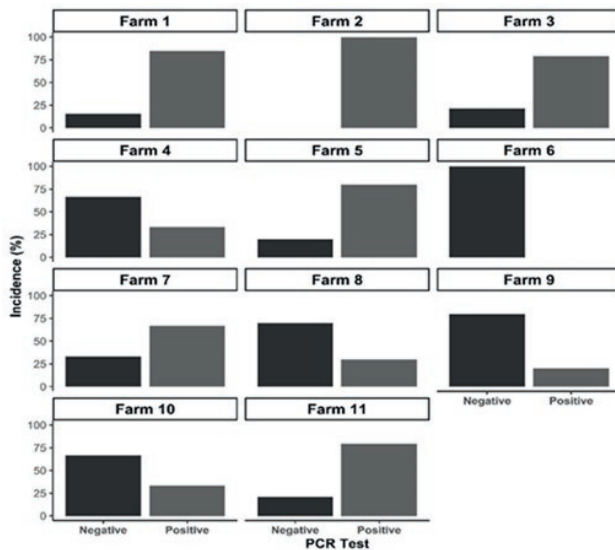 Farm 1 Farm 2 Farm 3
100
75
50
25
0
Farm 4 Farm 5 Farm 6
100
75
50
25
0
Farm 7 Farm 8 Farm 9
100
75
50
25
0
Negative Positive
Farm 10 Farm 11
100
75
50
25
0
Negative Positive Negative Positive
PCR Test
Incidence (%)